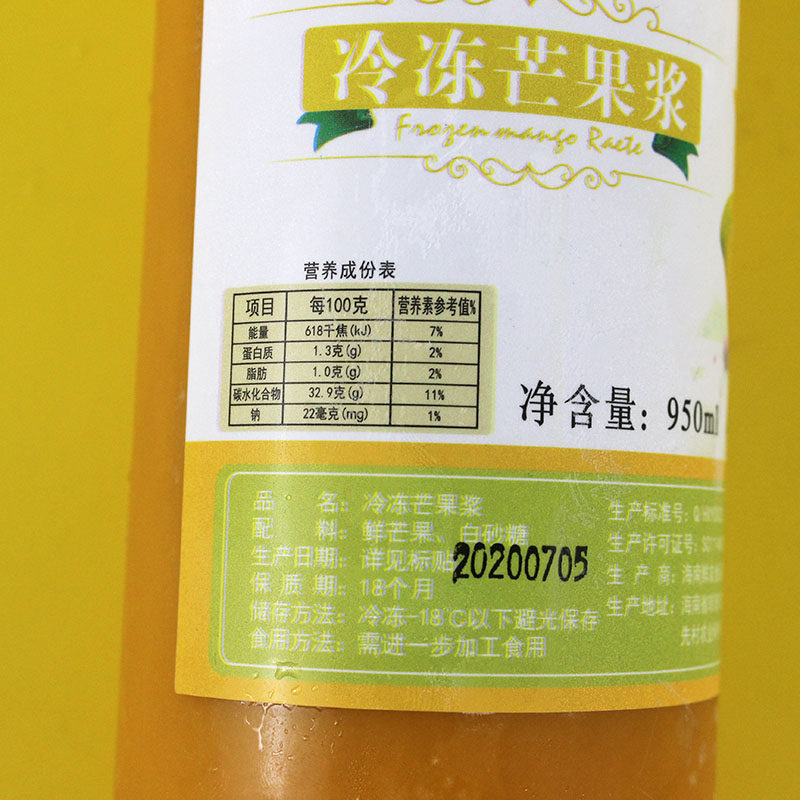 冷冻芒果浆
Frozen mango Raete
营养成份表
项目 每100克 营养素参考值%
能量 618千焦(kJ) 7%
蛋白质 1.3克(g) 2%
脂肪 1.0克(g) 2%
碳水化合物 32.9克(g) 11%
钠 22毫克(mg) 1%
净含量: 950ml
品 名: 冷冻芒果浆
配 料: 鲜芒果、白砂糖
生产日期: 详见标贴 20200705
保 质 期: 18个月
储存方法: 冷冻-18℃以下避光保存
食用方法: 需进一步加工食用
生产标准号:
生产许可证号:
生 产 商: 海南
生产地址: 海南省